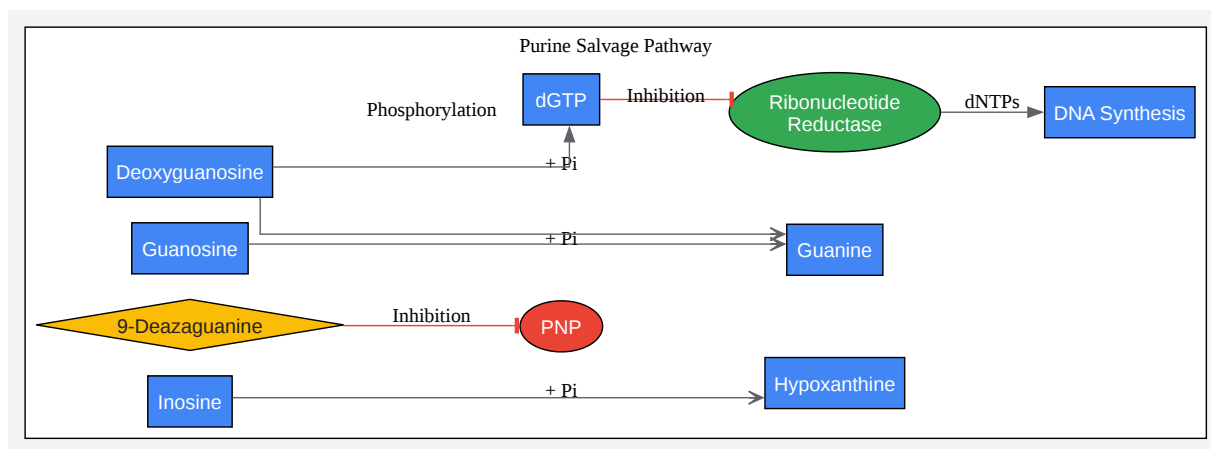 Purine Salvage Pathway
dGTP
Inhibition
Ribonucleotide
Reductase
dNTPs
DNA Synthesis
Phosphorylation
Deoxyguanosine
+ Pi
Guanosine
+ Pi
Guanine
9-Deazaguanine
Inhibition
PNP
Inosine
+ Pi
Hypoxanthine